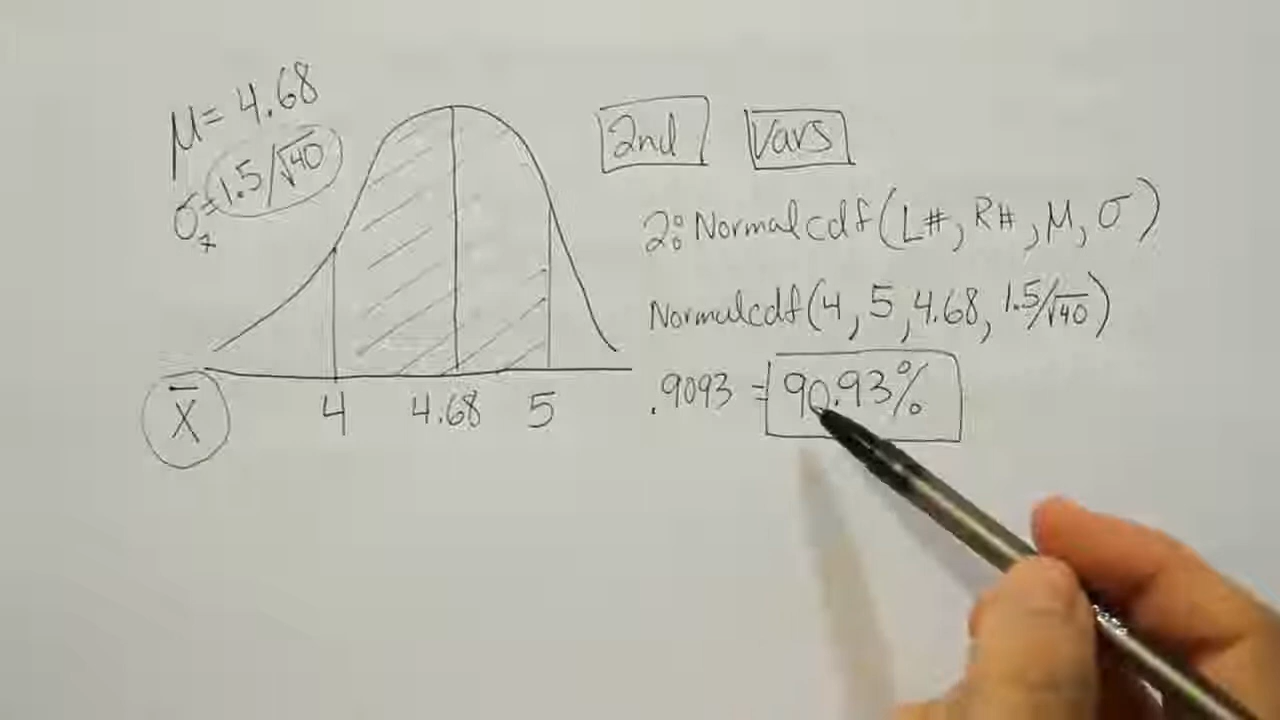 μ = 4.68
σx̄ = 1.5/√40
X̄
4 4.68 5
2nd Vars
2: Normalcdf(L#, R#, M, σ)
Normalcdf(4, 5, 4.68, 1.5/√40)
.9093 = 90.93%